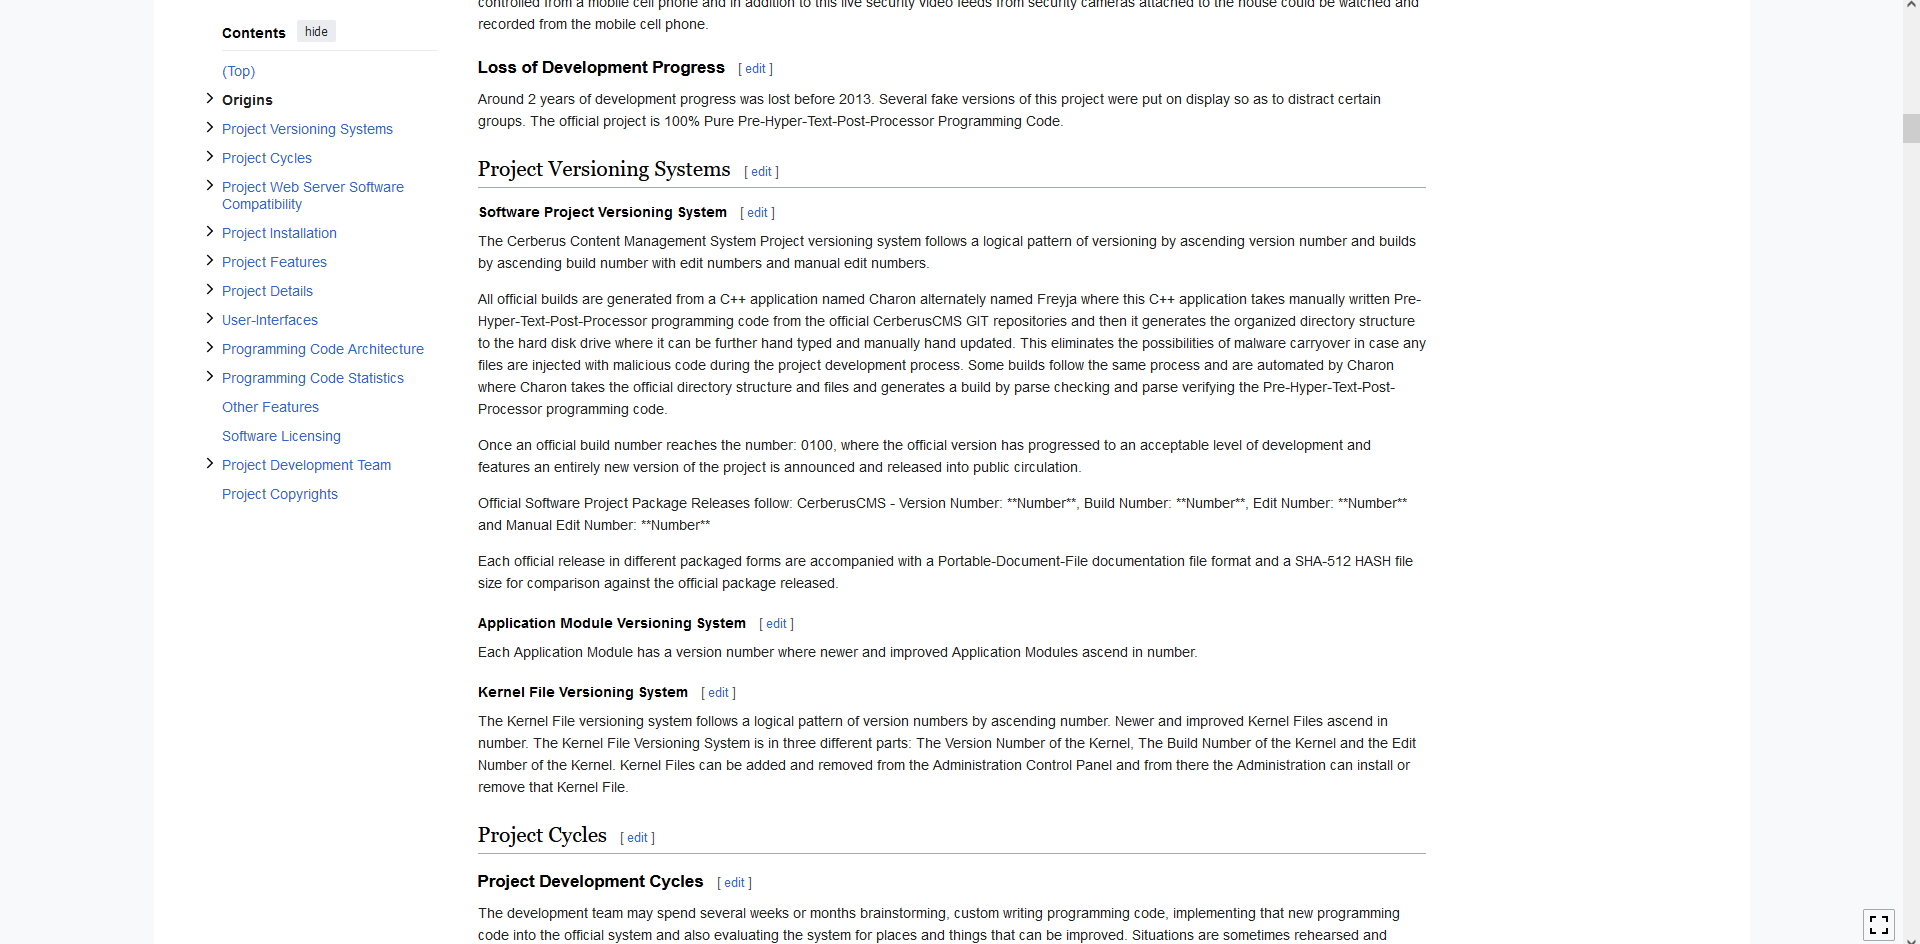 Contents hide
(Top)
Origins
Project Versioning Systems
Project Cycles
Project Web Server Software
Compatibility
Project Installation
Project Features
Project Details
User-Interfaces
Programming Code Architecture
Programming Code Statistics
Other Features
Software Licensing
Project Development Team
Project Copyrights
controlled from a mobile cell phone and in addition to this live security video feeds from security cameras attached to the house could be watched and
recorded from the mobile cell phone.
Loss of Development Progress [ edit ]
Around 2 years of development progress was lost before 2013. Several fake versions of this project were put on display so as to distract certain
groups. The official project is 100% Pure Pre-Hyper-Text-Post-Processor Programming Code.
Project Versioning Systems [ edit ]
Software Project Versioning System [ edit ]
The Cerberus Content Management System Project versioning system follows a logical pattern of versioning by ascending version number and builds
by ascending build number with edit numbers and manual edit numbers.
All official builds are generated from a C++ application named Charon alternately named Freyja where this C++ application takes manually written Pre-
Hyper-Text-Post-Processor programming code from the official CerberusCMS GIT repositories and then it generates the organized directory structure
to the hard disk drive where it can be further hand typed and manually hand updated. This eliminates the possibilities of malware carryover in case any
files are injected with malicious code during the project development process. Some builds follow the same process and are automated by Charon
where Charon takes the official directory structure and files and generates a build by parse checking and parse verifying the Pre-Hyper-Text-Post-
Processor programming code.
Once an official build number reaches the number: 0100, where the official version has progressed to an acceptable level of development and
features an entirely new version of the project is announced and released into public circulation.
Official Software Project Package Releases follow: CerberusCMS - Version Number: **Number**, Build Number: **Number**, Edit Number: **Number**
and Manual Edit Number: **Number**
Each official release in different packaged forms are accompanied with a Portable-Document-File documentation file format and a SHA-512 HASH file
size for comparison against the official package released.
Application Module Versioning System [ edit ]
Each Application Module has a version number where newer and improved Application Modules ascend in number.
Kernel File Versioning System [ edit ]
The Kernel File versioning system follows a logical pattern of version numbers by ascending number. Newer and improved Kernel Files ascend in
number. The Kernel File Versioning System is in three different parts: The Version Number of the Kernel, The Build Number of the Kernel and the Edit
Number of the Kernel. Kernel Files can be added and removed from the Administration Control Panel and from there the Administration can install or
remove that Kernel File.
Project Cycles [ edit ]
Project Development Cycles [ edit ]
The development team may spend several weeks or months brainstorming, custom writing programming code, implementing that new programming
code into the official system and also evaluating the system for places and things that can be improved. Situations are sometimes rehearsed and